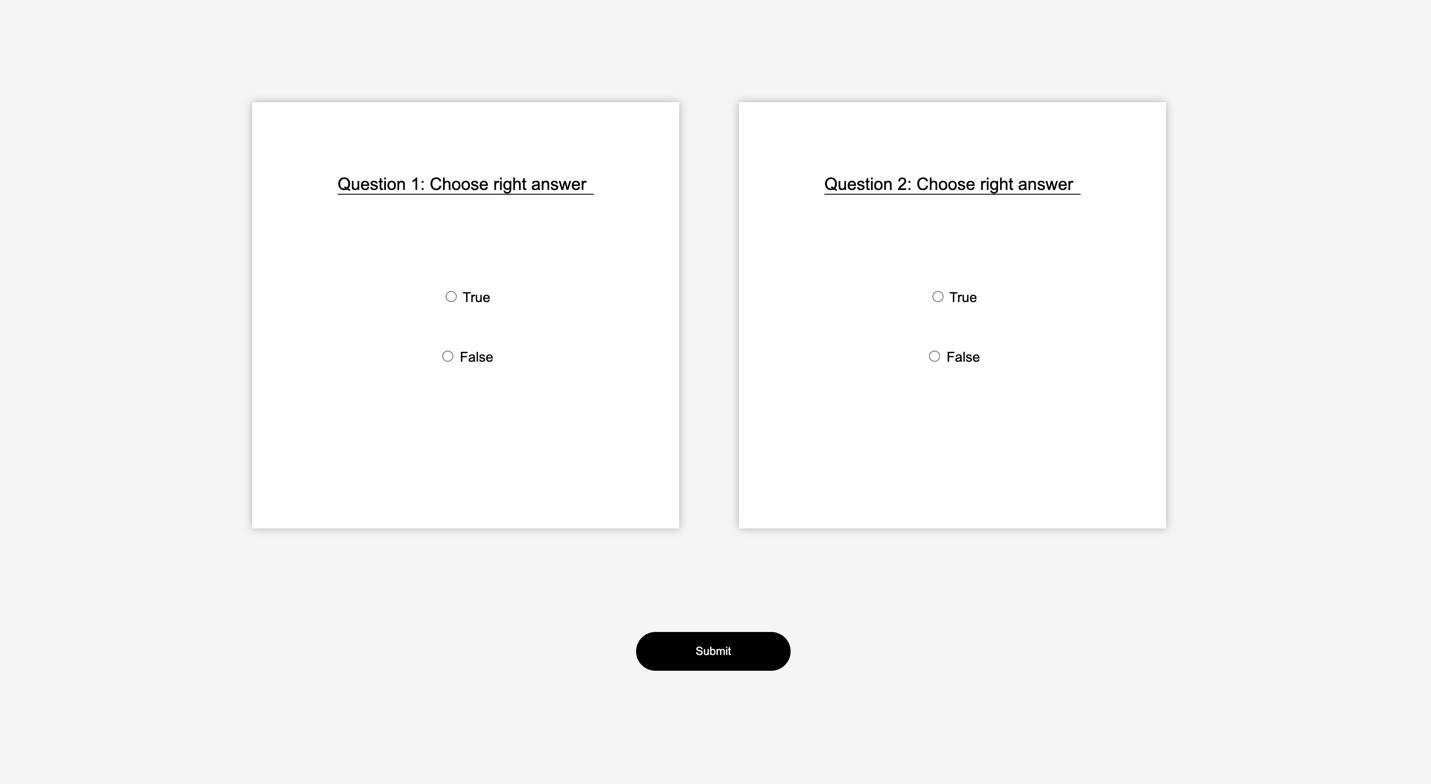 Question 1: Choose right answer
True
False
Question 2: Choose right answer
True
False
Submit